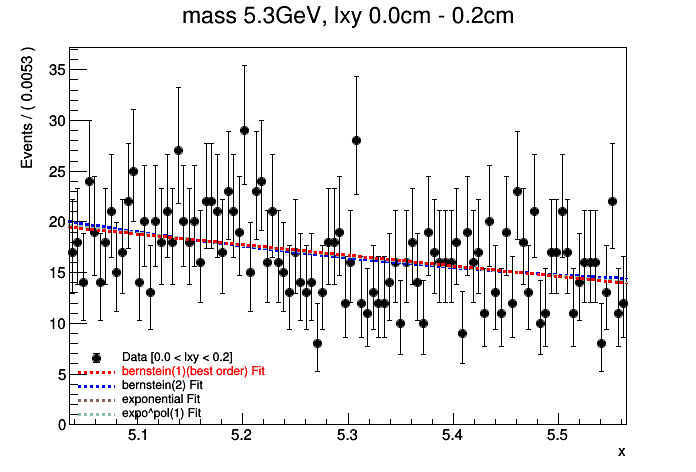 mass 5.3GeV, lxy 0.0cm - 0.2cm
Events / ( 0.0053 )
35
30
25
20
15
10
5
0
Data [0.0 < lxy < 0.2]
bernstein(1)(best order) Fit
bernstein(2) Fit
exponential Fit
expo^pol(1) Fit
5.1 5.2 5.3 5.4 5.5
x